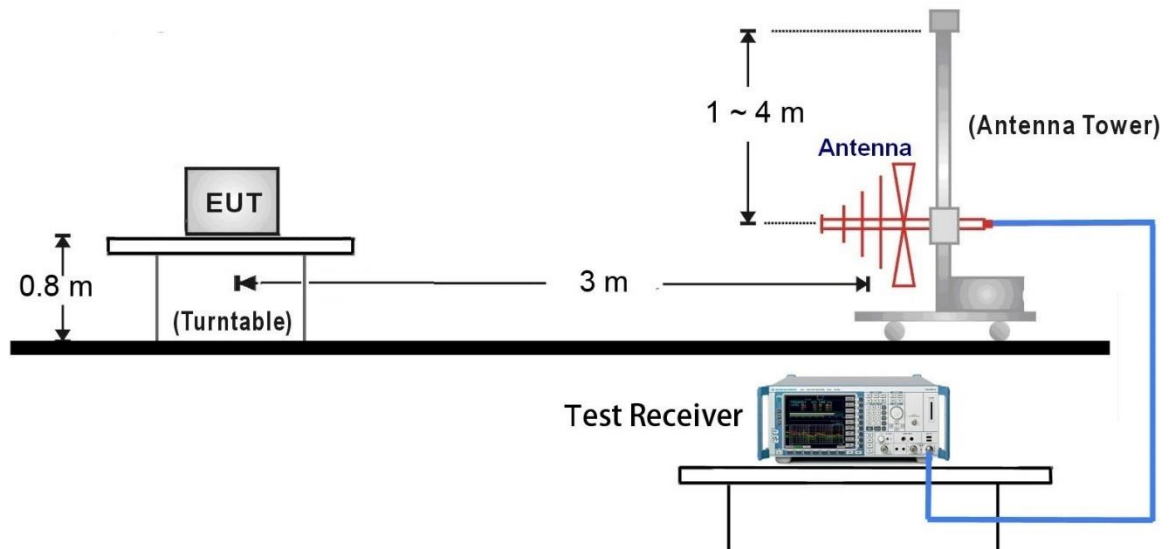 1 ~ 4 m
(Antenna Tower)
Antenna
EUT
0.8 m
3 m
(Turntable)
Test Receiver